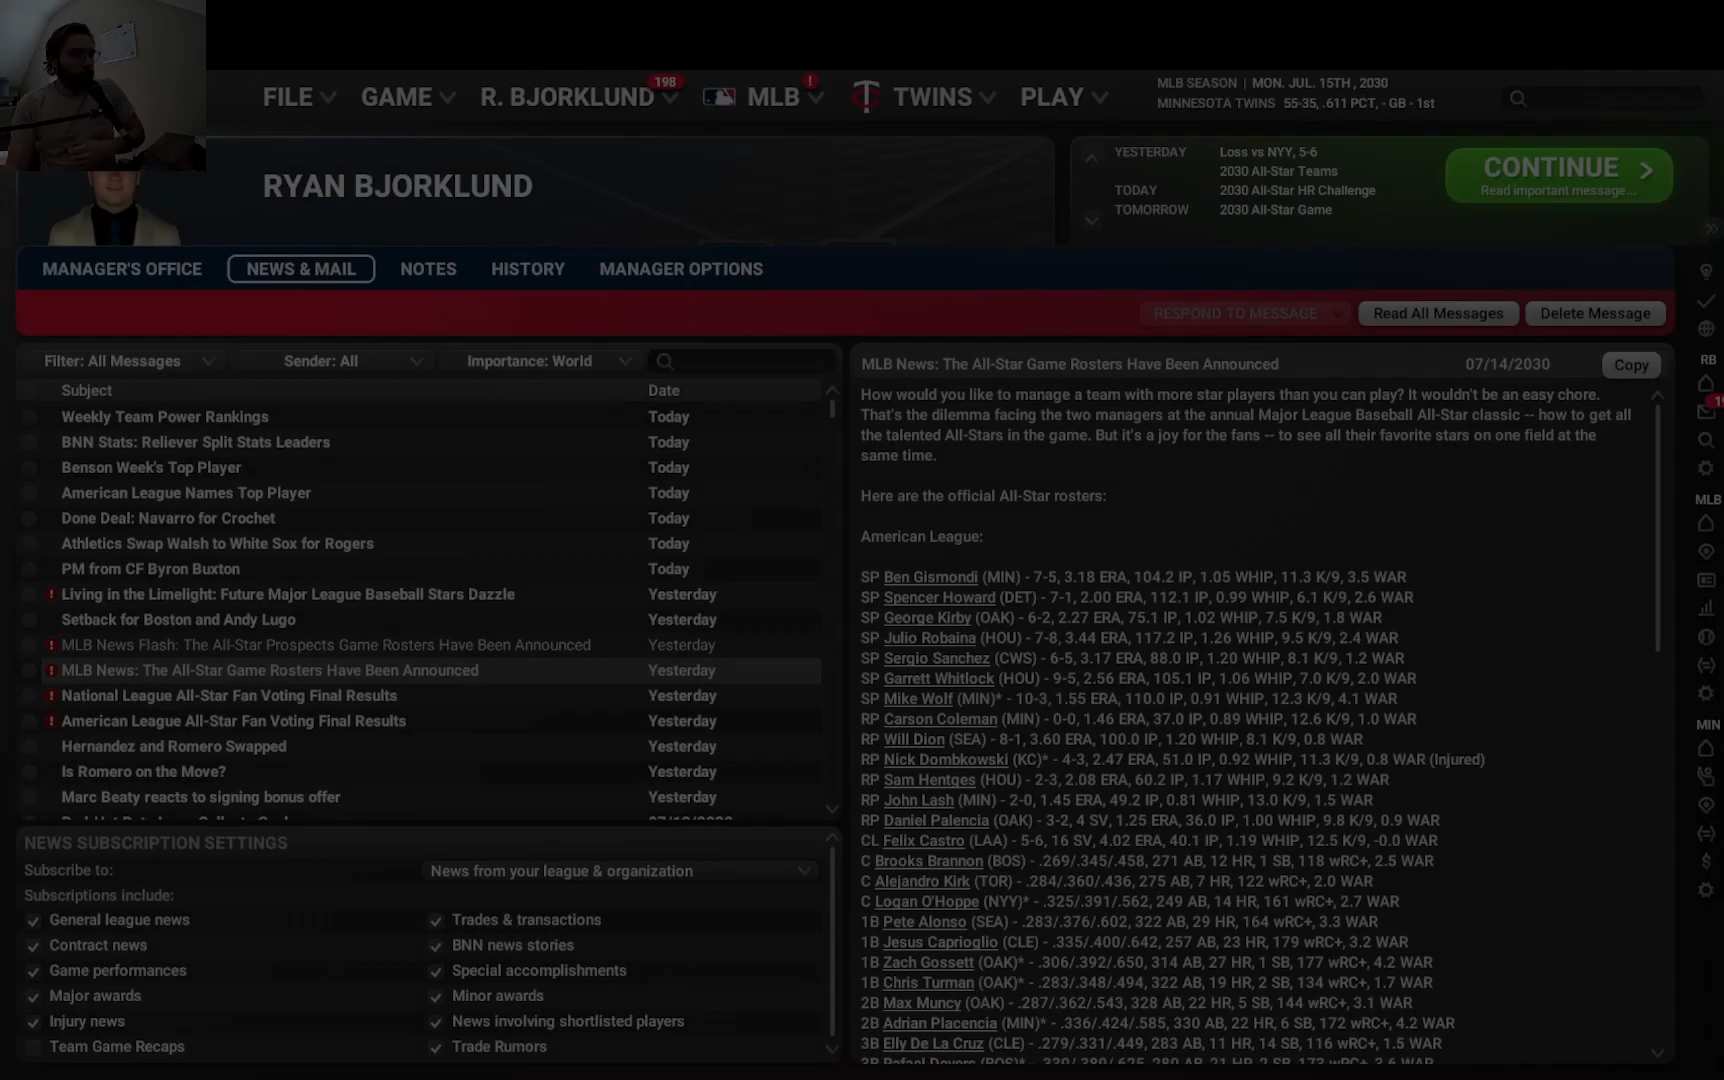 FILE GAME R. BJORKLUND 198 MLB ! TWINS PLAY
MLB SEASON | MON. JUL. 15TH, 2030
MINNESOTA TWINS 55-35, .611 PCT, - GB - 1st
RYAN BJORKLUND
YESTERDAY Loss vs NYY, 5-6
2030 All-Star Teams
TODAY 2030 All-Star HR Challenge
TOMORROW 2030 All-Star Game
CONTINUE
Read important message...
MANAGER'S OFFICE NEWS & MAIL NOTES HISTORY MANAGER OPTIONS
RESPOND TO MESSAGE Read All Messages Delete Message
Filter: All Messages Sender: All Importance: World
Subject Date
Weekly Team Power Rankings Today
BNN Stats: Reliever Split Stats Leaders Today
Benson Week's Top Player Today
American League Names Top Player Today
Done Deal: Navarro for Crochet Today
Athletics Swap Walsh to White Sox for Rogers Today
PM from CF Byron Buxton Today
! Living in the Limelight: Future Major League Baseball Stars Dazzle Yesterday
Setback for Boston and Andy Lugo Yesterday
! MLB News Flash: The All-Star Prospects Game Rosters Have Been Announced Yesterday
! MLB News: The All-Star Game Rosters Have Been Announced Yesterday
! National League All-Star Fan Voting Final Results Yesterday
! American League All-Star Fan Voting Final Results Yesterday
Hernandez and Romero Swapped Yesterday
Is Romero on the Move? Yesterday
Marc Beaty reacts to signing bonus offer Yesterday
NEWS SUBSCRIPTION SETTINGS
Subscribe to: News from your league & organization
Subscriptions include:
General league news Trades & transactions
Contract news BNN news stories
Game performances Special accomplishments
Major awards Minor awards
Injury news News involving shortlisted players
Team Game Recaps Trade Rumors
MLB News: The All-Star Game Rosters Have Been Announced 07/14/2030 Copy
How would you like to manage a team with more star players than you can play? It wouldn't be an easy chore.
That's the dilemma facing the two managers at the annual Major League Baseball All-Star classic -- how to get all
the talented All-Stars in the game. But it's a joy for the fans -- to see all their favorite stars on one field at the
same time.
Here are the official All-Star rosters:
American League:
SP Ben Gismondi (MIN) - 7-5, 3.18 ERA, 104.2 IP, 1.05 WHIP, 11.3 K/9, 3.5 WAR
SP Spencer Howard (DET) - 7-1, 2.00 ERA, 112.1 IP, 0.99 WHIP, 6.1 K/9, 2.6 WAR
SP George Kirby (OAK) - 6-2, 2.27 ERA, 75.1 IP, 1.02 WHIP, 7.5 K/9, 1.8 WAR
SP Julio Robaina (HOU) - 7-8, 3.44 ERA, 117.2 IP, 1.26 WHIP, 9.5 K/9, 2.4 WAR
SP Sergio Sanchez (CWS) - 6-5, 3.17 ERA, 88.0 IP, 1.20 WHIP, 8.1 K/9, 1.2 WAR
SP Garrett Whitlock (HOU) - 9-5, 2.56 ERA, 105.1 IP, 1.06 WHIP, 7.0 K/9, 2.0 WAR
SP Mike Wolf (MIN)* - 10-3, 1.55 ERA, 110.0 IP, 0.91 WHIP, 12.3 K/9, 4.1 WAR
RP Carson Coleman (MIN) - 0-0, 1.46 ERA, 37.0 IP, 0.89 WHIP, 12.6 K/9, 1.0 WAR
RP Will Dion (SEA) - 8-1, 3.60 ERA, 100.0 IP, 1.20 WHIP, 8.1 K/9, 0.8 WAR
RP Nick Dombkowski (KC)* - 4-3, 2.47 ERA, 51.0 IP, 0.92 WHIP, 11.3 K/9, 0.8 WAR (Injured)
RP Sam Hentges (HOU) - 2-3, 2.08 ERA, 60.2 IP, 1.17 WHIP, 9.2 K/9, 1.2 WAR
RP John Lash (MIN) - 2-0, 1.45 ERA, 49.2 IP, 0.81 WHIP, 13.0 K/9, 1.5 WAR
RP Daniel Palencia (OAK) - 3-2, 4 SV, 1.25 ERA, 36.0 IP, 1.00 WHIP, 9.8 K/9, 0.9 WAR
CL Felix Castro (LAA) - 5-6, 16 SV, 4.02 ERA, 40.1 IP, 1.19 WHIP, 12.5 K/9, -0.0 WAR
C Brooks Brannon (BOS) - .269/.345/.458, 271 AB, 12 HR, 1 SB, 118 wRC+, 2.5 WAR
C Alejandro Kirk (TOR) - .284/.360/.436, 275 AB, 7 HR, 122 wRC+, 2.0 WAR
C Logan O'Hoppe (NYY)* - .325/.391/.562, 249 AB, 14 HR, 161 wRC+, 2.7 WAR
1B Pete Alonso (SEA) - .283/.376/.602, 322 AB, 29 HR, 164 wRC+, 3.3 WAR
1B Jesus Caprioglio (CLE) - .335/.400/.642, 257 AB, 23 HR, 179 wRC+, 3.2 WAR
1B Zach Gossett (OAK)* - .306/.392/.650, 314 AB, 27 HR, 1 SB, 177 wRC+, 4.2 WAR
1B Chris Turman (OAK)* - .283/.348/.494, 322 AB, 19 HR, 2 SB, 134 wRC+, 1.7 WAR
2B Max Muncy (OAK) - .287/.362/.543, 328 AB, 22 HR, 5 SB, 144 wRC+, 3.1 WAR
2B Adrian Placencia (MIN)* - .336/.424/.585, 330 AB, 22 HR, 6 SB, 172 wRC+, 4.2 WAR
3B Elly De La Cruz (CLE) - .279/.331/.449, 283 AB, 11 HR, 14 SB, 116 wRC+, 1.5 WAR
3B Rafael Devers (BOS)* - .339/.389/.625, 280 AB, 21 HR, 2 SB, 173 wRC+, 3.6 WAR
RB
MLB
MIN